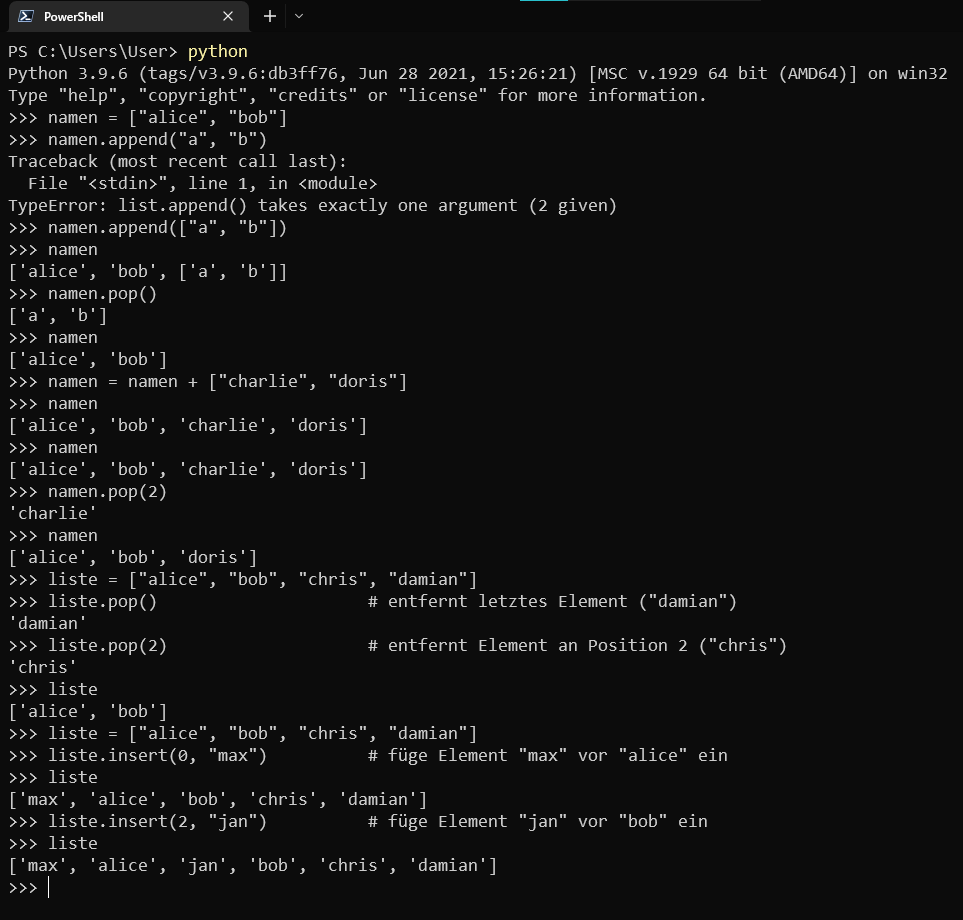 PowerShell
PS C:\Users\User> python
Python 3.9.6 (tags/v3.9.6:db3ff76, Jun 28 2021, 15:26:21) [MSC v.1929 64 bit (AMD64)] on win32
Type "help", "copyright", "credits" or "license" for more information.
>>> namen = ["alice", "bob"]
>>> namen.append("a", "b")
Traceback (most recent call last):
  File "<stdin>", line 1, in <module>
TypeError: list.append() takes exactly one argument (2 given)
>>> namen.append(["a", "b"])
>>> namen
['alice', 'bob', ['a', 'b']]
>>> namen.pop()
['a', 'b']
>>> namen
['alice', 'bob']
>>> namen = namen + ["charlie", "doris"]
>>> namen
['alice', 'bob', 'charlie', 'doris']
>>> namen
['alice', 'bob', 'charlie', 'doris']
>>> namen.pop(2)
'charlie'
>>> namen
['alice', 'bob', 'doris']
>>> liste = ["alice", "bob", "chris", "damian"]
>>> liste.pop()                     # entfernt letztes Element ("damian")
'damian'
>>> liste.pop(2)                    # entfernt Element an Position 2 ("chris")
'chris'
>>> liste
['alice', 'bob']
>>> liste = ["alice", "bob", "chris", "damian"]
>>> liste.insert(0, "max")          # füge Element "max" vor "alice" ein
>>> liste
['max', 'alice', 'bob', 'chris', 'damian']
>>> liste.insert(2, "jan")          # füge Element "jan" vor "bob" ein
>>> liste
['max', 'alice', 'jan', 'bob', 'chris', 'damian']
>>>